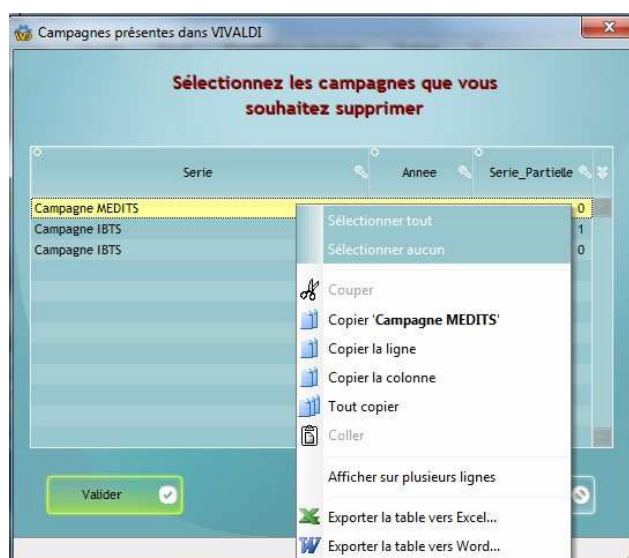 Campagnes présentes dans VIVALDI
Sélectionnez les campagnes que vous
souhaitez supprimer
Serie Annee Serie_Partielle
Campagne MEDITS 0
Campagne IBTS 1
Campagne IBTS 0
Sélectionner tout
Sélectionner aucun
Couper
Copier 'Campagne MEDITS'
Copier la ligne
Copier la colonne
Tout copier
Coller
Afficher sur plusieurs lignes
Valider
Exporter la table vers Excel...
Exporter la table vers Word...